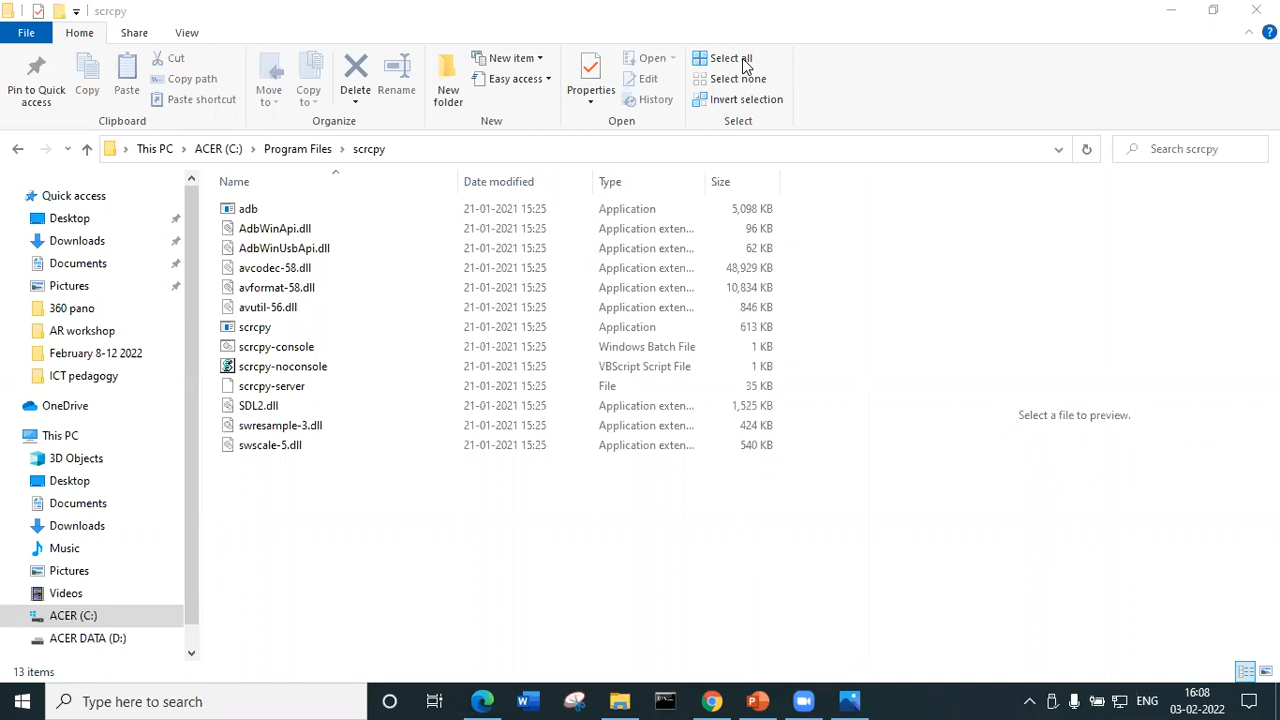 scrcpy
File Home Share View
Pin to Quick access
Copy
Paste
Cut
Copy path
Paste shortcut
Clipboard
Move to
Copy to
Delete
Rename
Organize
New folder
New item
Easy access
New
Properties
Open
Edit
History
Open
Select all
Select none
Invert selection
Select
This PC ACER (C:) Program Files scrcpy
Search scrcpy
Quick access
Desktop
Downloads
Documents
Pictures
360 pano
AR workshop
February 8-12 2022
ICT pedagogy
OneDrive
This PC
3D Objects
Desktop
Documents
Downloads
Music
Pictures
Videos
ACER (C:)
ACER DATA (D:)
Name Date modified Type Size
adb 21-01-2021 15:25 Application 5,098 KB
AdbWinApi.dll 21-01-2021 15:25 Application exten... 96 KB
AdbWinUsbApi.dll 21-01-2021 15:25 Application exten... 62 KB
avcodec-58.dll 21-01-2021 15:25 Application exten... 48,929 KB
avformat-58.dll 21-01-2021 15:25 Application exten... 10,834 KB
avutil-56.dll 21-01-2021 15:25 Application exten... 846 KB
scrcpy 21-01-2021 15:25 Application 613 KB
scrcpy-console 21-01-2021 15:25 Windows Batch File 1 KB
scrcpy-noconsole 21-01-2021 15:25 VBScript Script File 1 KB
scrcpy-server 21-01-2021 15:25 File 35 KB
SDL2.dll 21-01-2021 15:25 Application exten... 1,525 KB
swresample-3.dll 21-01-2021 15:25 Application exten... 424 KB
swscale-5.dll 21-01-2021 15:25 Application exten... 540 KB
Select a file to preview.
13 items
Type here to search
ENG
16:08
03-02-2022